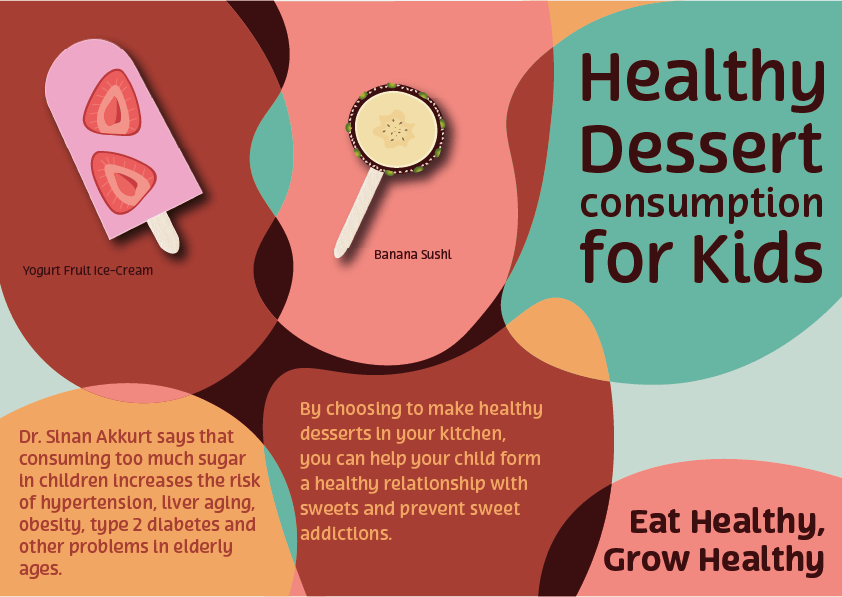 Healthy
Dessert
consumption
for Kids
Yogurt Fruit Ice-Cream
Banana Sushi
Dr. Sinan Akkurt says that
consuming too much sugar
in children increases the risk
of hypertension, liver aging,
obesity, type 2 diabetes and
other problems in elderly
ages.
By choosing to make healthy
desserts in your kitchen,
you can help your child form
a healthy relationship with
sweets and prevent sweet
addictions.
Eat Healthy,
Grow Healthy